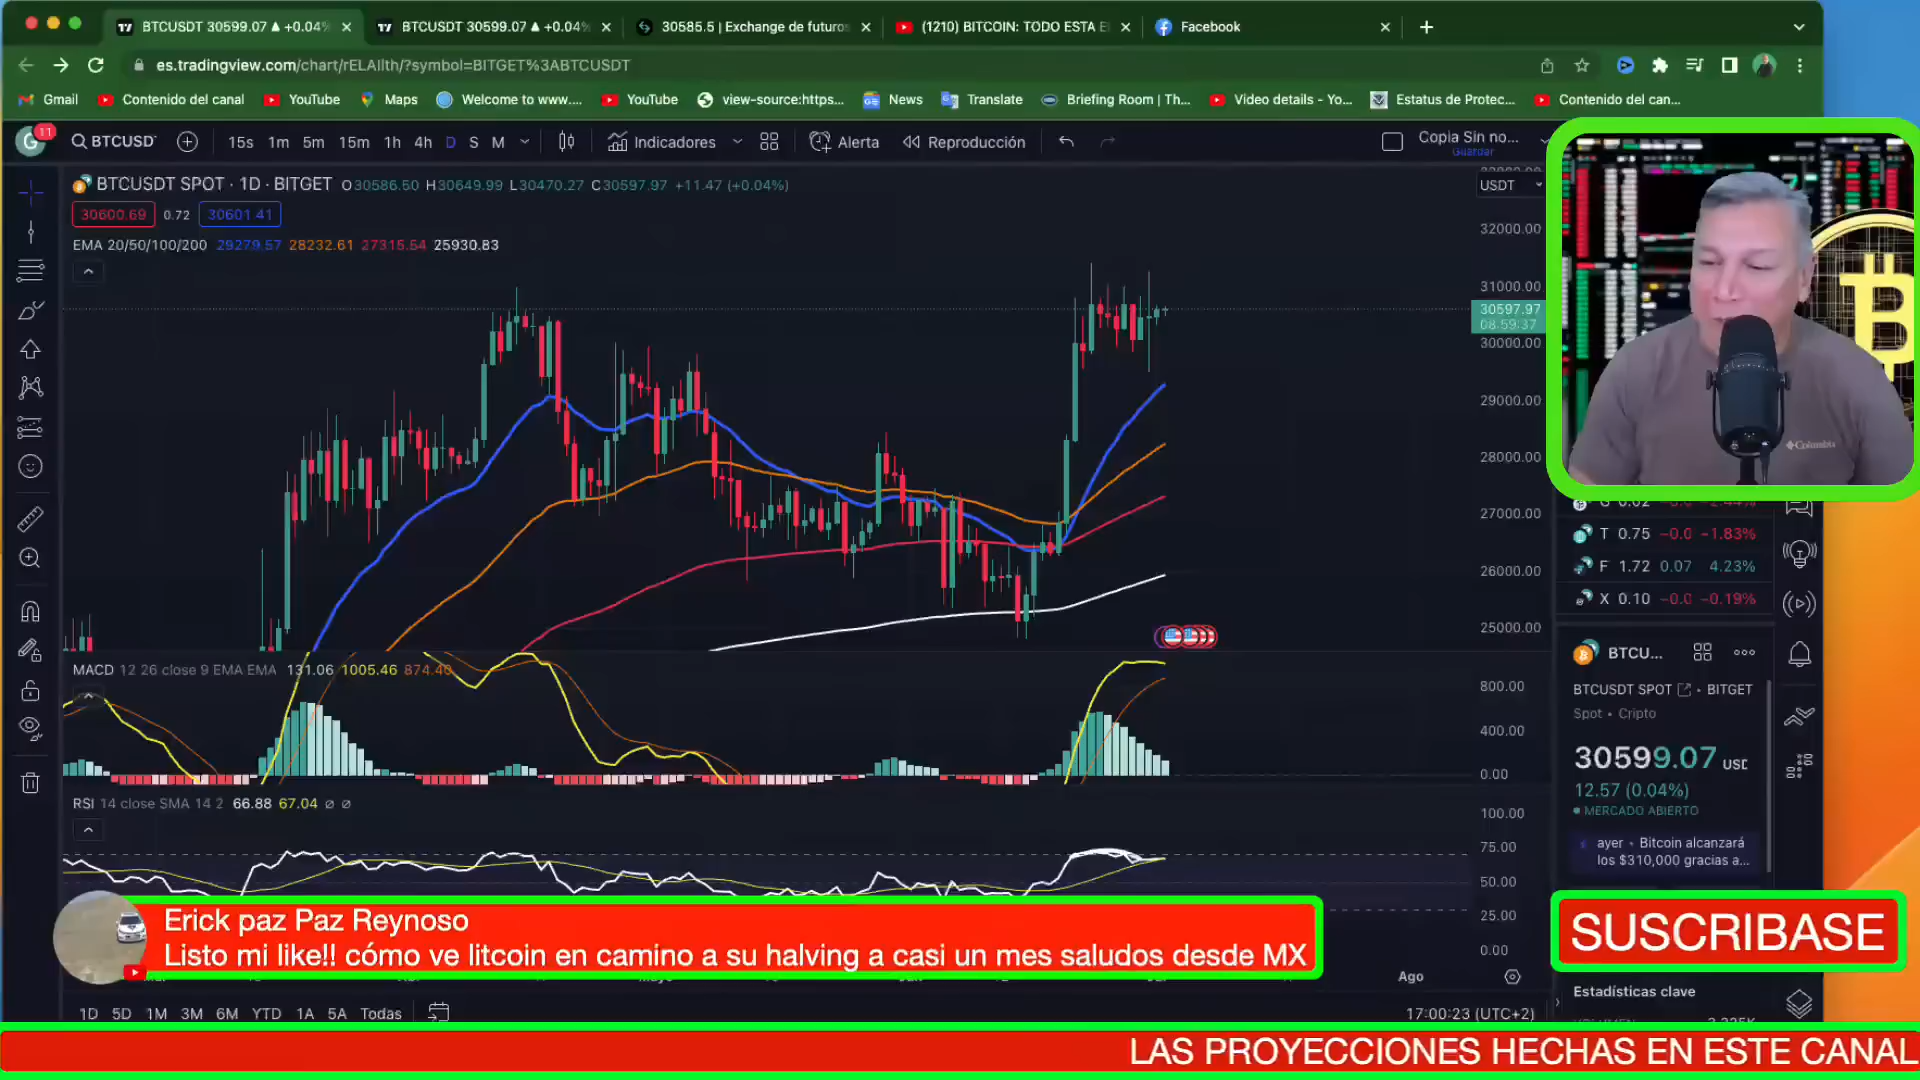 BTCUSDT 30599.07 ▲ +0.04%
BTCUSDT 30599.07 ▲ +0.04%
30585.5 | Exchange de futuros
(1210) BITCOIN: TODO ESTA E
Facebook
es.tradingview.com/chart/rELAIlth/?symbol=BITGET%3ABTCUSDT
Gmail
Contenido del canal
YouTube
Maps
Welcome to www....
YouTube
view-source:https...
News
Translate
Briefing Room | Th...
Video details - Yo...
Estatus de Protec...
Contenido del can...
G 11
BTCUSD
15s 1m 5m 15m 1h 4h D S M
Indicadores
Alerta
Reproducción
Copia Sin no...
Guardar
BTCUSDT SPOT · 1D · BITGET O30586.50 H30649.99 L30470.27 C30597.97 +11.47 (+0.04%)
USDT
30600.69 0.72 30601.41
EMA 20/50/100/200 29279.57 28232.61 27315.54 25930.83
32000.00
31000.00
30597.97
08:59:37
30000.00
29000.00
28000.00
27000.00
26000.00
25000.00
Columbia
T 0.75 −0.0 −1.83%
F 1.72 0.07 4.23%
X 0.10 −0.0 −0.19%
BTCU...
BTCUSDT SPOT • BITGET
Spot • Cripto
30599.07 USD
12.57 (0.04%)
MERCADO ABIERTO
ayer • Bitcoin alcanzará
los $310,000 gracias a...
MACD 12 26 close 9 EMA EMA 131.06 1005.46 874.40
800.00
400.00
0.00
RSI 14 close SMA 14 2 66.88 67.04 ∅ ∅
100.00
75.00
50.00
25.00
0.00
Erick paz Paz Reynoso
Listo mi like!! cómo ve litcoin en camino a su halving a casi un mes saludos desde MX
SUSCRIBASE
Ago
Estadísticas clave
1D 5D 1M 3M 6M YTD 1A 5A Todas
17:00:23 (UTC+2)
LAS PROYECCIONES HECHAS EN ESTE CANAL